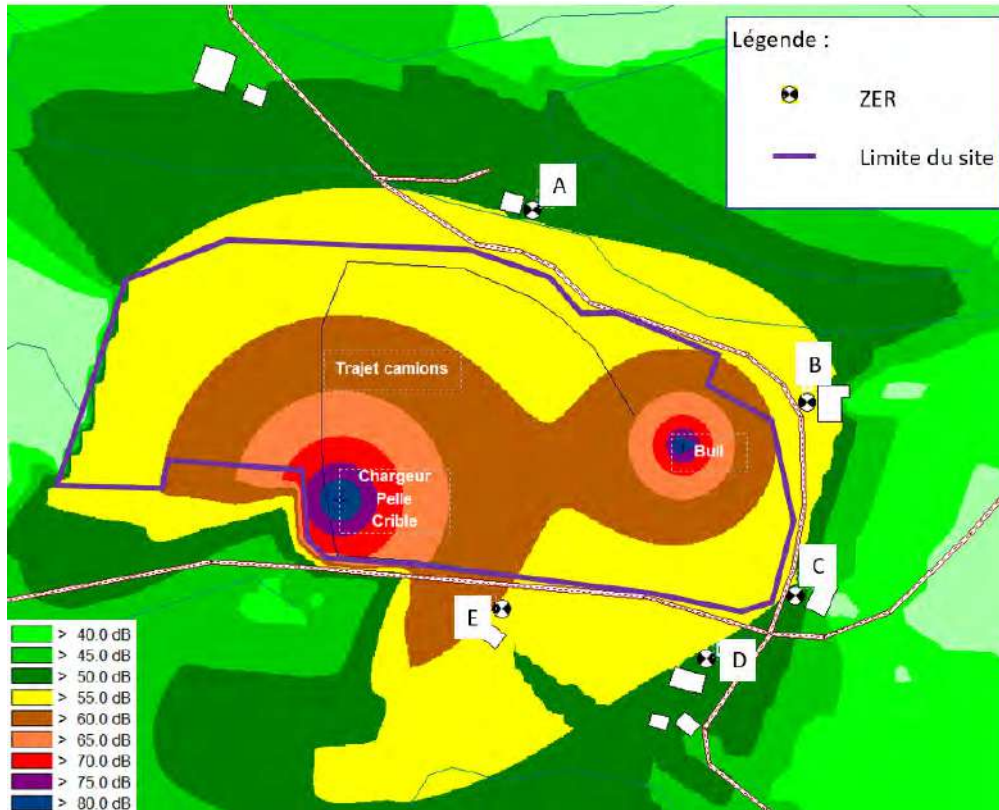 Légende :
ZER
Limite du site
A
B
Trajet camions
Bull
Chargeur
Pelle
Crible
C
E
D
> 40.0 dB
> 45.0 dB
> 50.0 dB
> 55.0 dB
> 60.0 dB
> 65.0 dB
> 70.0 dB
> 75.0 dB
> 80.0 dB